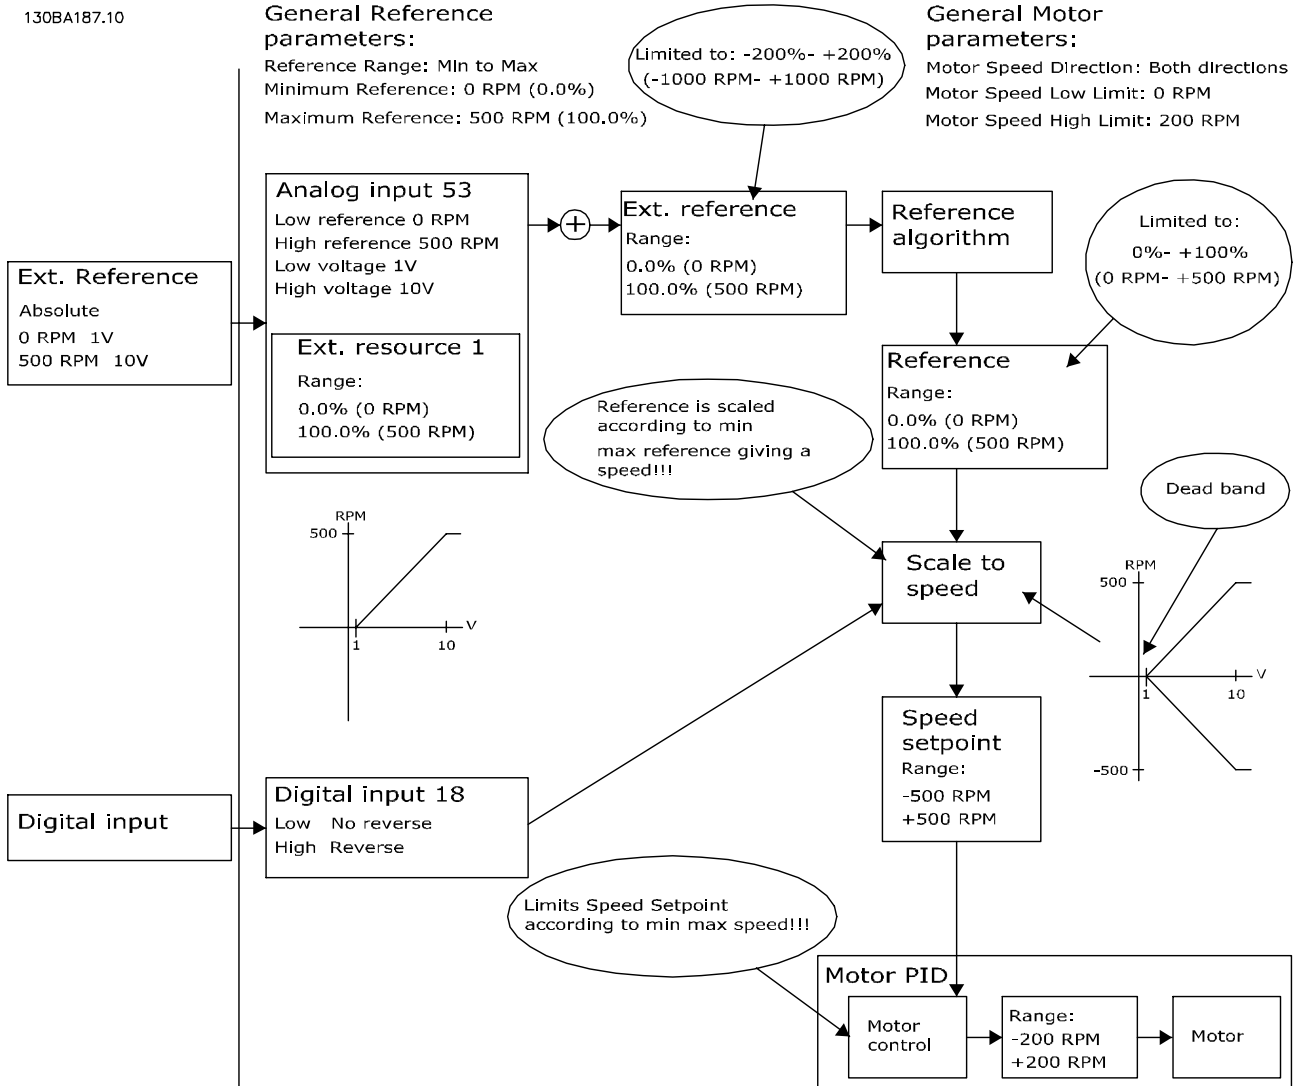 130BA187.10
General Reference
parameters:
Reference Range: Min to Max
Minimum Reference: 0 RPM (0.0%)
Maximum Reference: 500 RPM (100.0%)
Limited to: -200%- +200%
(-1000 RPM- +1000 RPM)
General Motor
parameters:
Motor Speed Direction: Both directions
Motor Speed Low Limit: 0 RPM
Motor Speed High Limit: 200 RPM
Ext. Reference
Absolute
0 RPM 1V
500 RPM 10V
Analog input 53
Low reference 0 RPM
High reference 500 RPM
Low voltage 1V
High voltage 10V
Ext. resource 1
Range:
0.0% (0 RPM)
100.0% (500 RPM)
+
Ext. reference
Range:
0.0% (0 RPM)
100.0% (500 RPM)
Reference
algorithm
Limited to:
0%- +100%
(0 RPM- +500 RPM)
Reference
Range:
0.0% (0 RPM)
100.0% (500 RPM)
Reference is scaled
according to min
max reference giving a
speed!!!
Dead band
RPM
500
V
1
10
Scale to
speed
RPM
500
V
1
10
-500
Speed
setpoint
Range:
-500 RPM
+500 RPM
Digital input
Digital input 18
Low No reverse
High Reverse
Limits Speed Setpoint
according to min max speed!!!
Motor PID
Motor
control
Range:
-200 RPM
+200 RPM
Motor